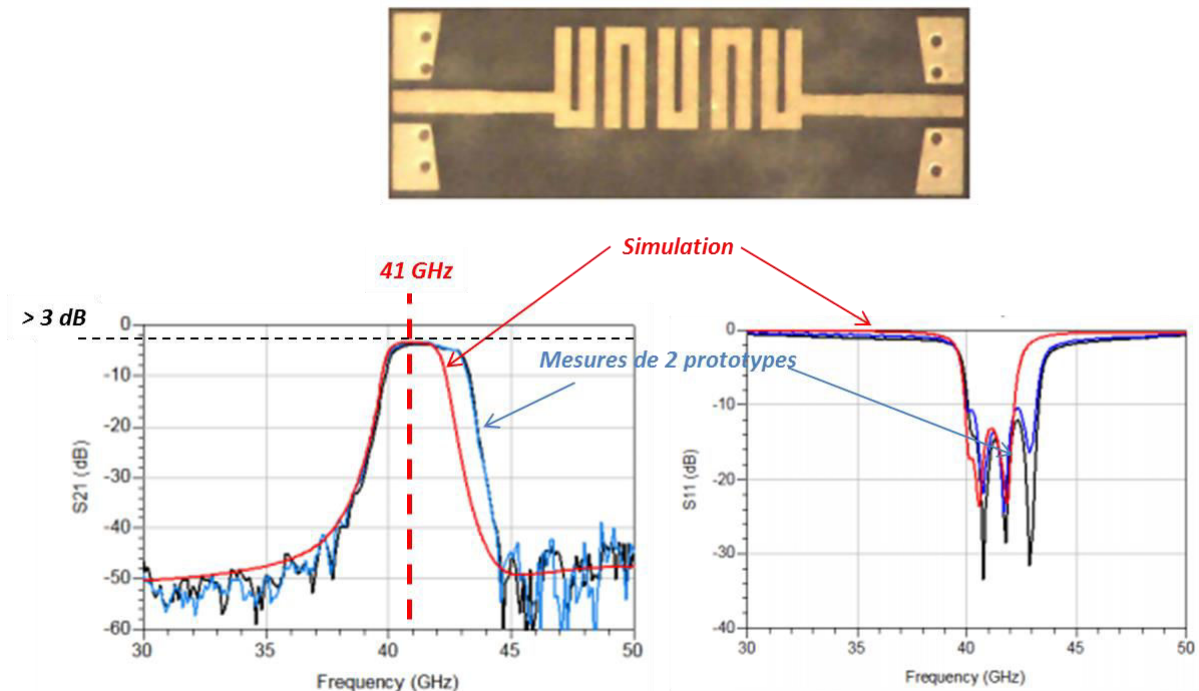 Simulation
41 GHz
> 3 dB
Mesures de 2 prototypes
0
-10
-20
-30
-40
-50
-60
S21 (dB)
30
35
40
45
50
Frequency (GHz)
0
-10
-20
-30
-40
S11 (dB)
30
35
40
45
50
Frequency (GHz)